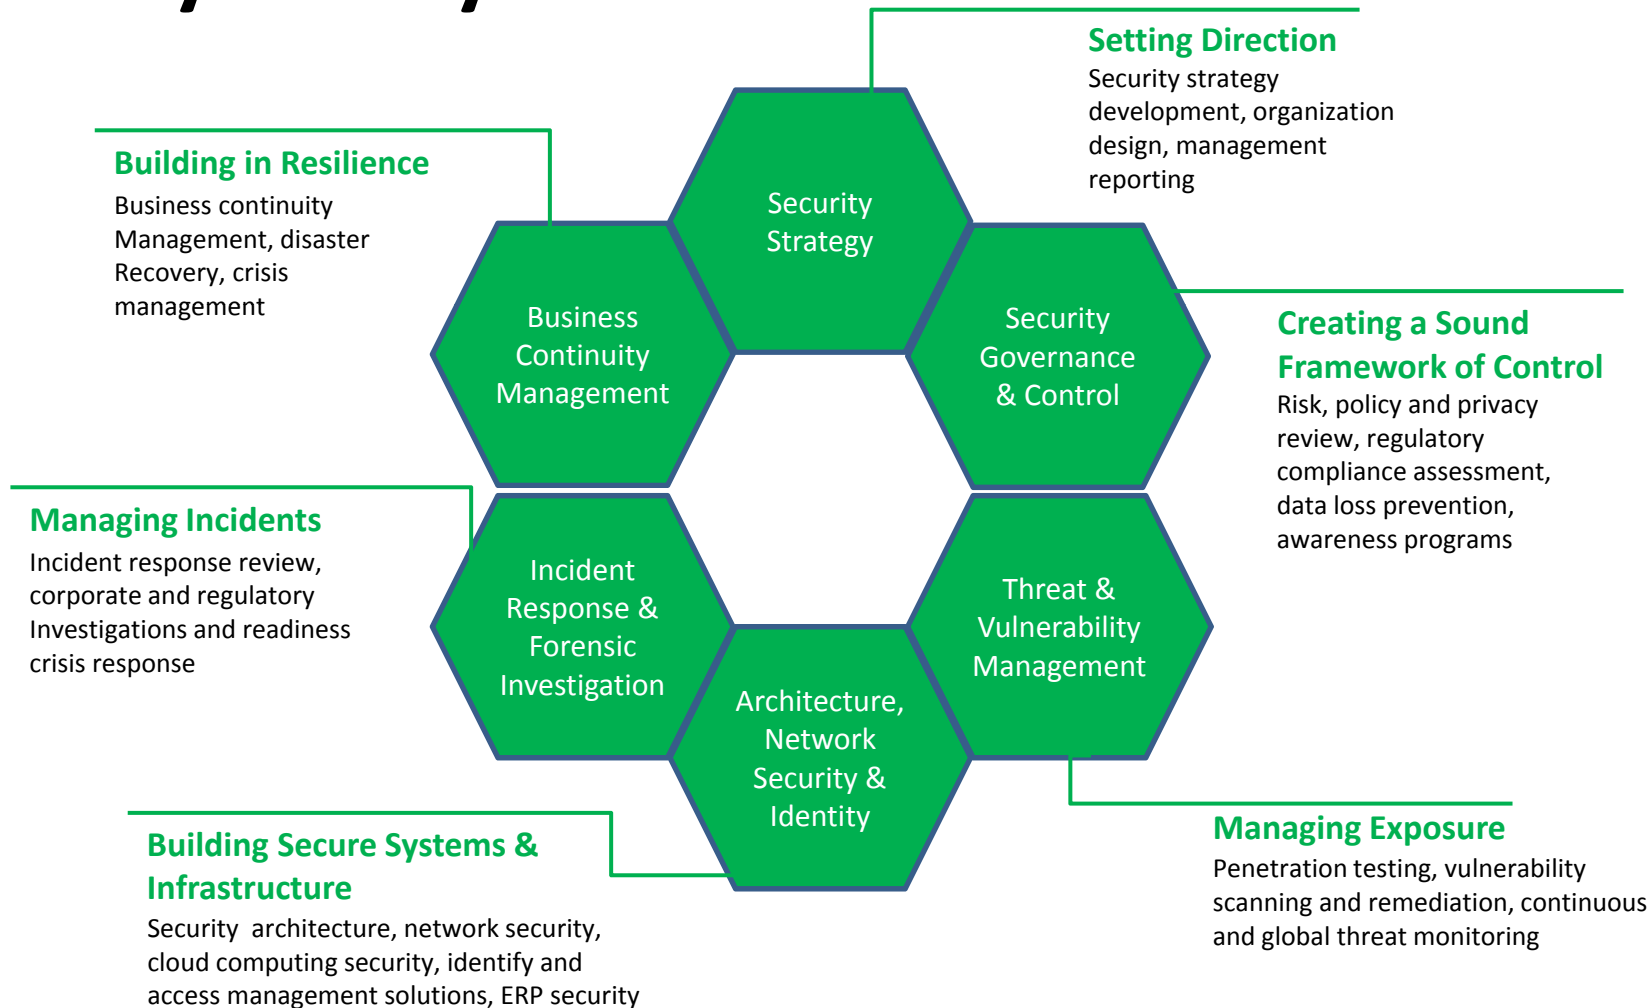 Setting Direction
Security strategy
development, organization
design, management
reporting
Building in Resilience
Business continuity
Management, disaster
Recovery, crisis
management
Security
Strategy
Business
Continuity
Management
Security
Governance
& Control
Creating a Sound
Framework of Control
Risk, policy and privacy
review, regulatory
compliance assessment,
data loss prevention,
awareness programs
Managing Incidents
Incident response review,
corporate and regulatory
Investigations and readiness
crisis response
Incident
Response &
Forensic
Investigation
Threat &
Vulnerability
Management
Architecture,
Network
Security &
Identity
Building Secure Systems &
Infrastructure
Security  architecture, network security,
cloud computing security, identify and
access management solutions, ERP security
Managing Exposure
Penetration testing, vulnerability
scanning and remediation, continuous
and global threat monitoring